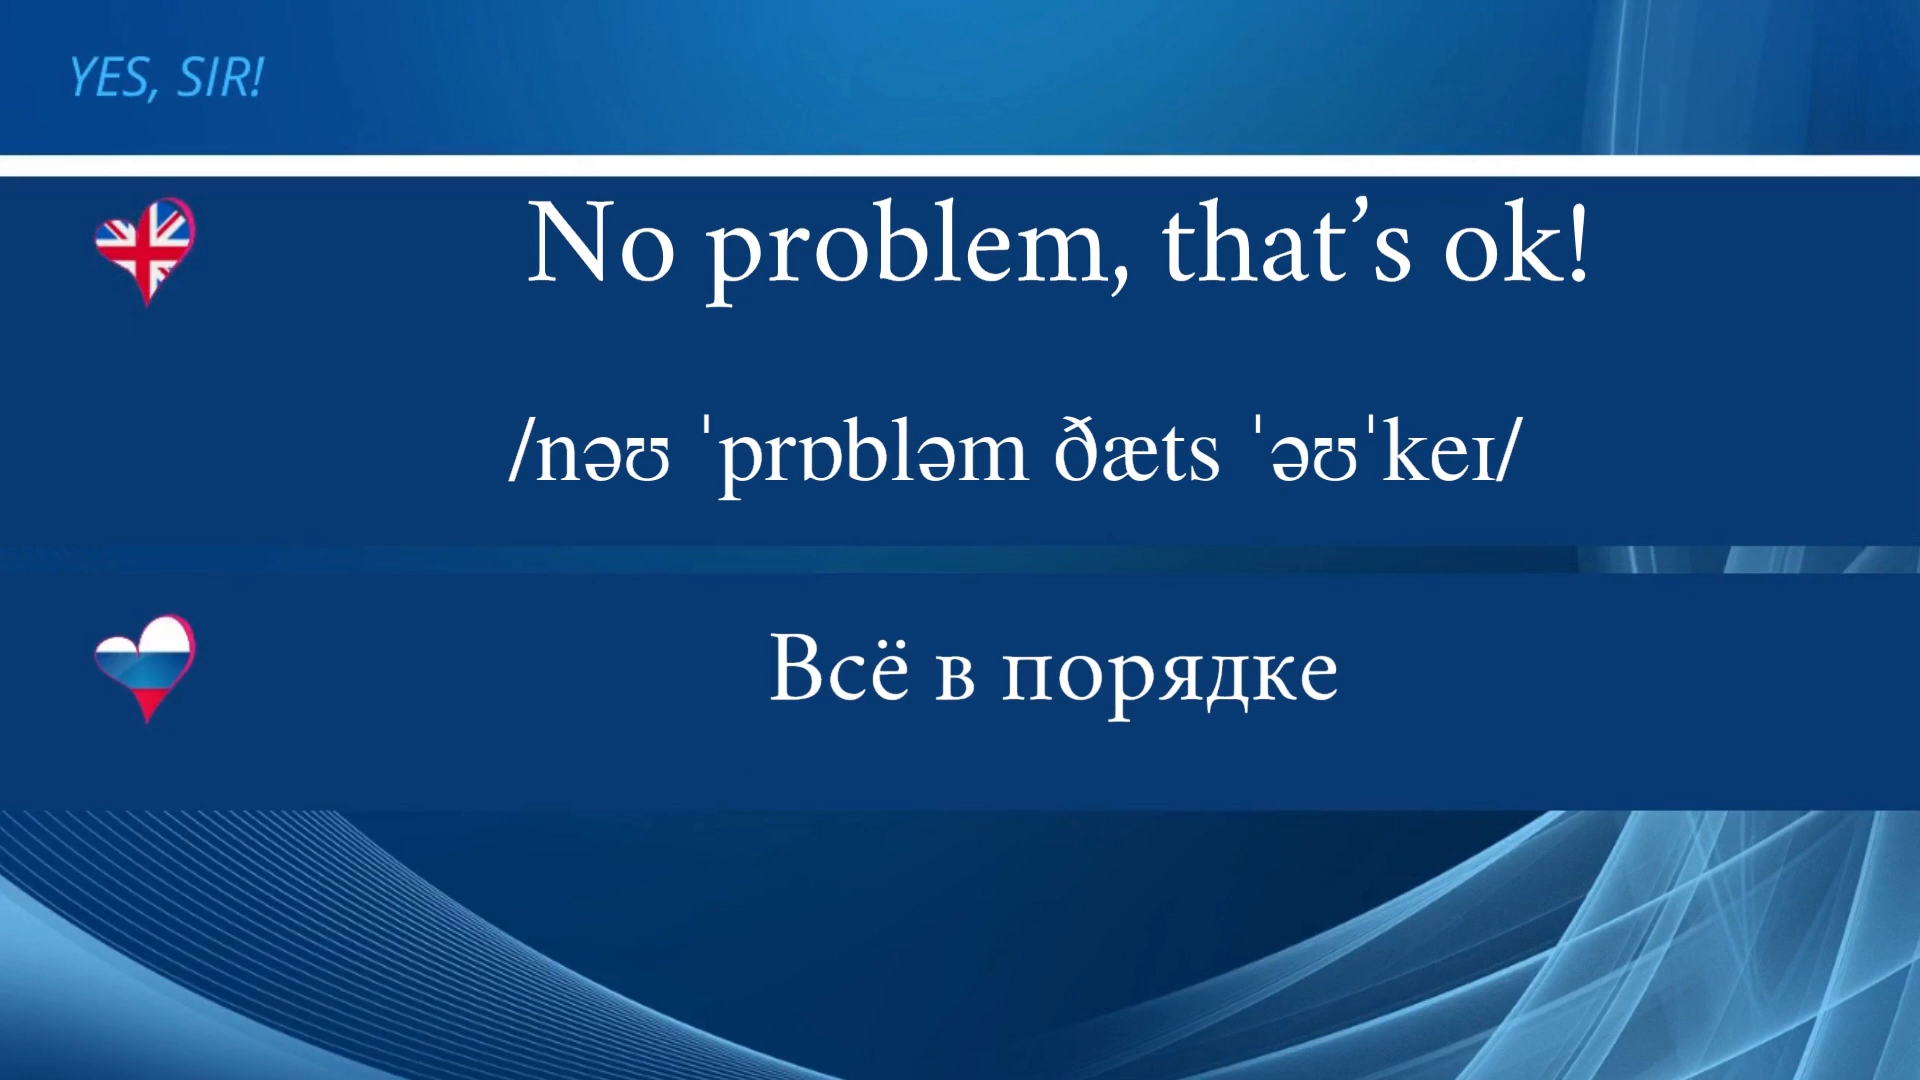 YES, SIR!
No problem, that’s ok!
/nəʊ ˈprɒbləm ðæts ˈəʊˈkeɪ/
Всё в порядке